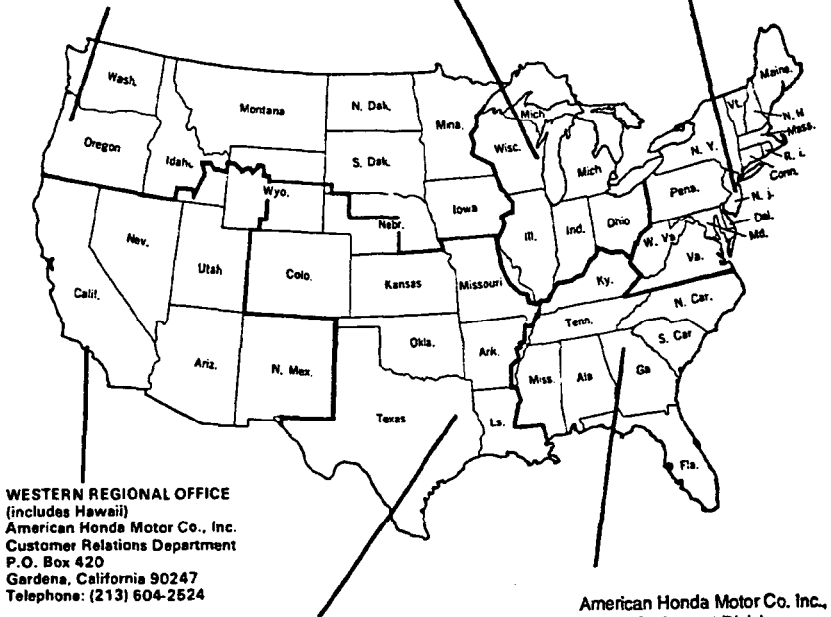 Wash.
Montana
N. Dak.
Minn.
Mich
Maine.
Vt.
N. H
Mass.
R. I.
Conn.
Oregon
Idaho
S. Dak.
Wisc.
Mich
N. Y.
Wyo.
Iowa
Penna.
N. J.
Del.
Md.
Nebr.
Nev.
Ill.
Ind.
Ohio
W. Va
Va.
Utah
Colo.
Kansas
Missouri
Ky.
Calif.
N. Car.
Tenn.
S. Car
Ariz.
N. Mex.
Okla.
Ark.
Miss.
Ala
Ga
Texas
La.
Fla.
WESTERN REGIONAL OFFICE
(includes Hawaii)
American Honda Motor Co., Inc.
Customer Relations Department
P.O. Box 420
Gardena, California 90247
Telephone: (213) 604-2524
American Honda Motor Co. Inc.,